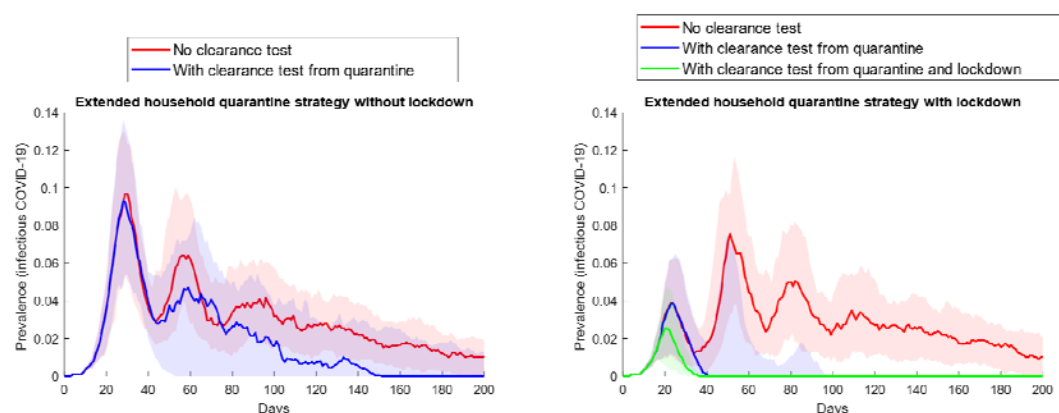 No clearance test
With clearance test from quarantine
Extended household quarantine strategy without lockdown
Prevalence (infectious COVID-19)
0.14
0.12
0.1
0.08
0.06
0.04
0.02
0
0 20 40 60 80 100 120 140 160 180 200
Days
No clearance test
With clearance test from quarantine
With clearance test from quarantine and lockdown
Extended household quarantine strategy with lockdown
Prevalence (infectious COVID-19)
0.14
0.12
0.1
0.08
0.06
0.04
0.02
0
0 20 40 60 80 100 120 140 160 180 200
Days